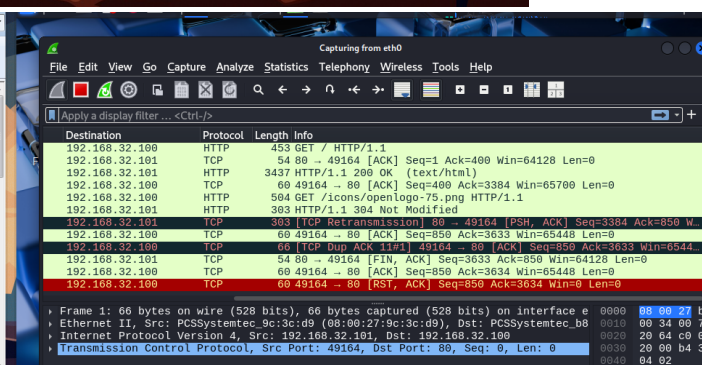 Capturing from eth0
File Edit View Go Capture Analyze Statistics Telephony Wireless Tools Help
Apply a display filter … <Ctrl-/>
Destination Protocol Length Info
192.168.32.100 HTTP 453 GET / HTTP/1.1
192.168.32.101 TCP 54 80 → 49164 [ACK] Seq=1 Ack=400 Win=64128 Len=0
192.168.32.101 HTTP 3437 HTTP/1.1 200 OK (text/html)
192.168.32.100 TCP 60 49164 → 80 [ACK] Seq=400 Ack=3384 Win=65700 Len=0
192.168.32.100 HTTP 504 GET /icons/openlogo-75.png HTTP/1.1
192.168.32.101 HTTP 303 HTTP/1.1 304 Not Modified
192.168.32.101 TCP 303 [TCP Retransmission] 80 → 49164 [PSH, ACK] Seq=3384 Ack=850 W…
192.168.32.100 TCP 60 49164 → 80 [ACK] Seq=850 Ack=3633 Win=65448 Len=0
192.168.32.100 TCP 66 [TCP Dup ACK 11#1] 49164 → 80 [ACK] Seq=850 Ack=3633 Win=6544…
192.168.32.101 TCP 54 80 → 49164 [FIN, ACK] Seq=3633 Ack=850 Win=64128 Len=0
192.168.32.100 TCP 60 49164 → 80 [ACK] Seq=850 Ack=3634 Win=65448 Len=0
192.168.32.100 TCP 60 49164 → 80 [RST, ACK] Seq=850 Ack=3634 Win=0 Len=0
Frame 1: 66 bytes on wire (528 bits), 66 bytes captured (528 bits) on interface e 0000 08 00 27 b
Ethernet II, Src: PCSSystemtec_9c:3c:d9 (08:00:27:9c:3c:d9), Dst: PCSSystemtec_b8 0010 00 34 00 7
Internet Protocol Version 4, Src: 192.168.32.101, Dst: 192.168.32.100 0020 20 64 c0 0
Transmission Control Protocol, Src Port: 49164, Dst Port: 80, Seq: 0, Len: 0 0030 20 00 b4 3
0040 04 02